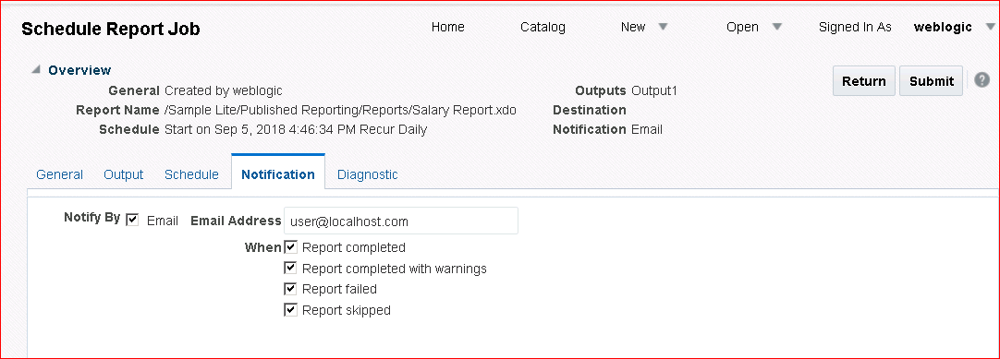 Schedule Report Job
Home Catalog New Open Signed In As weblogic
Overview
General Created by weblogic
Report Name /Sample Lite/Published Reporting/Reports/Salary Report.xdo
Schedule Start on Sep 5, 2018 4:46:34 PM Recur Daily
Outputs Output1
Destination
Notification Email
Return Submit ?
General Output Schedule Notification Diagnostic
Notify By Email Email Address user@localhost.com
When Report completed
Report completed with warnings
Report failed
Report skipped